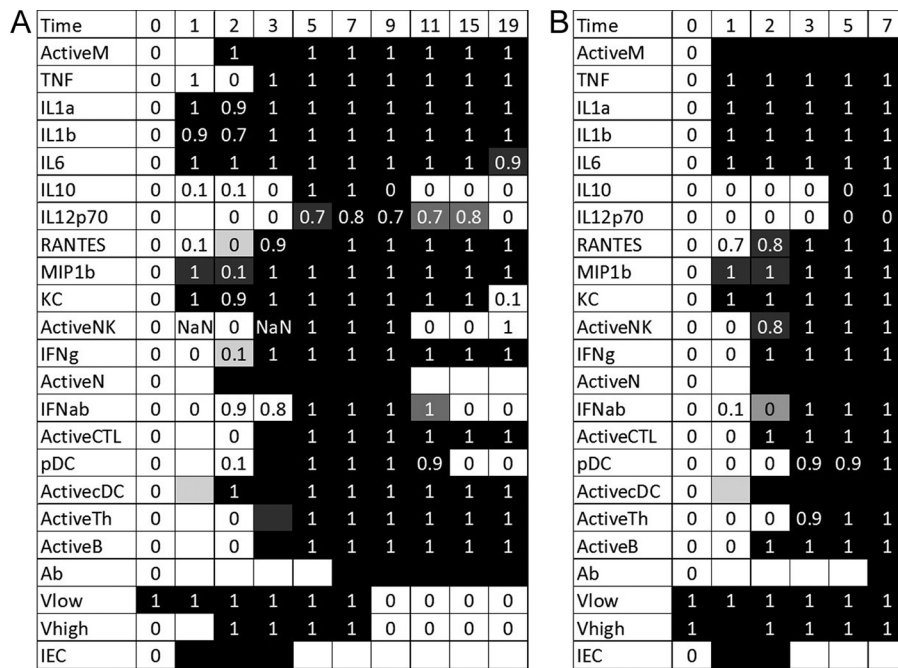 A
Time 0 1 2 3 5 7 9 11 15 19
ActiveM 0 1 1 1 1 1 1 1
TNF 0 1 0 1 1 1 1 1 1 1
IL1a 0 1 0.9 1 1 1 1 1 1 1
IL1b 0 0.9 0.7 1 1 1 1 1 1 1
IL6 0 1 1 1 1 1 1 1 1 0.9
IL10 0 0.1 0.1 0 1 1 0 0 0 0
IL12p70 0 0 0 0.7 0.8 0.7 0.7 0.8 0
RANTES 0 0.1 0 0.9 1 1 1 1 1
MIP1b 0 1 0.1 1 1 1 1 1 1 1
KC 0 1 0.9 1 1 1 1 1 1 0.1
ActiveNK 0 NaN 0 NaN 1 1 1 0 0 1
IFNg 0 0 0.1 1 1 1 1 1 1 1
ActiveN 0
IFNab 0 0 0.9 0.8 1 1 1 1 0 0
ActiveCTL 0 0 1 1 1 1 1 1
pDC 0 0.1 1 1 1 0.9 0 0
ActivecDC 0 1 1 1 1 1 1 1
ActiveTh 0 0 1 1 1 1 1 1
ActiveB 0 0 1 1 1 1 1 1
Ab 0
Vlow 1 1 1 1 1 1 0 0 0 0
Vhigh 0 1 1 1 1 0 0 0 0
IEC 0
B
Time 0 1 2 3 5 7
ActiveM 0
TNF 0 1 1 1 1 1
IL1a 0 1 1 1 1 1
IL1b 0 1 1 1 1 1
IL6 0 1 1 1 1 1
IL10 0 0 0 0 0 1
IL12p70 0 0 0 0 0 0
RANTES 0 0.7 0.8 1 1 1
MIP1b 0 1 1 1 1 1
KC 0 1 1 1 1 1
ActiveNK 0 0.8 1 1 1
IFNg 0 0 1 1 1 1
ActiveN 0
IFNab 0 0.1 0 1 1 1
ActiveCTL 0 0 1 1 1 1
pDC 0 0 0 0.9 0.9 1
ActivecDC 0
ActiveTh 0 0 0 0.9 1 1
ActiveB 0 0 1 1 1 1
Ab 0
Vlow 1 1 1 1 1 1
Vhigh 1 1 1 1 1
IEC 0